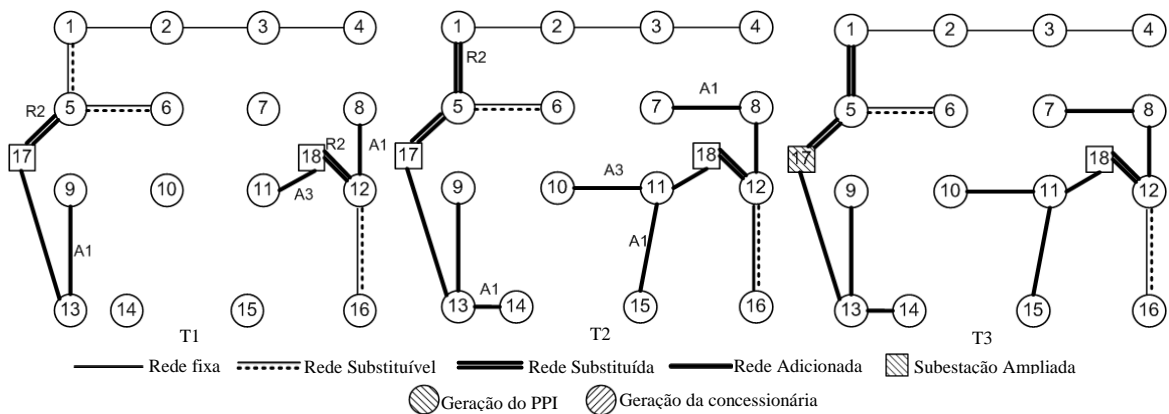 1 2 3 4
R2 5 6 7 8
17 18 R2 A1
9 10 11 A3 12
A1
13 14 15 16
T1
1 2 3 4
R2
5 6 7 A1 8
17 18
9 10 A3 11 12
A1
13 A1 14 15 16
T2
1 2 3 4
5 6 7 8
17 18
9 10 11 12
13 14 15 16
T3
Rede fixa Rede Substituível Rede Substituída Rede Adicionada Subestação Ampliada
Geração do PPI Geração da concessionária